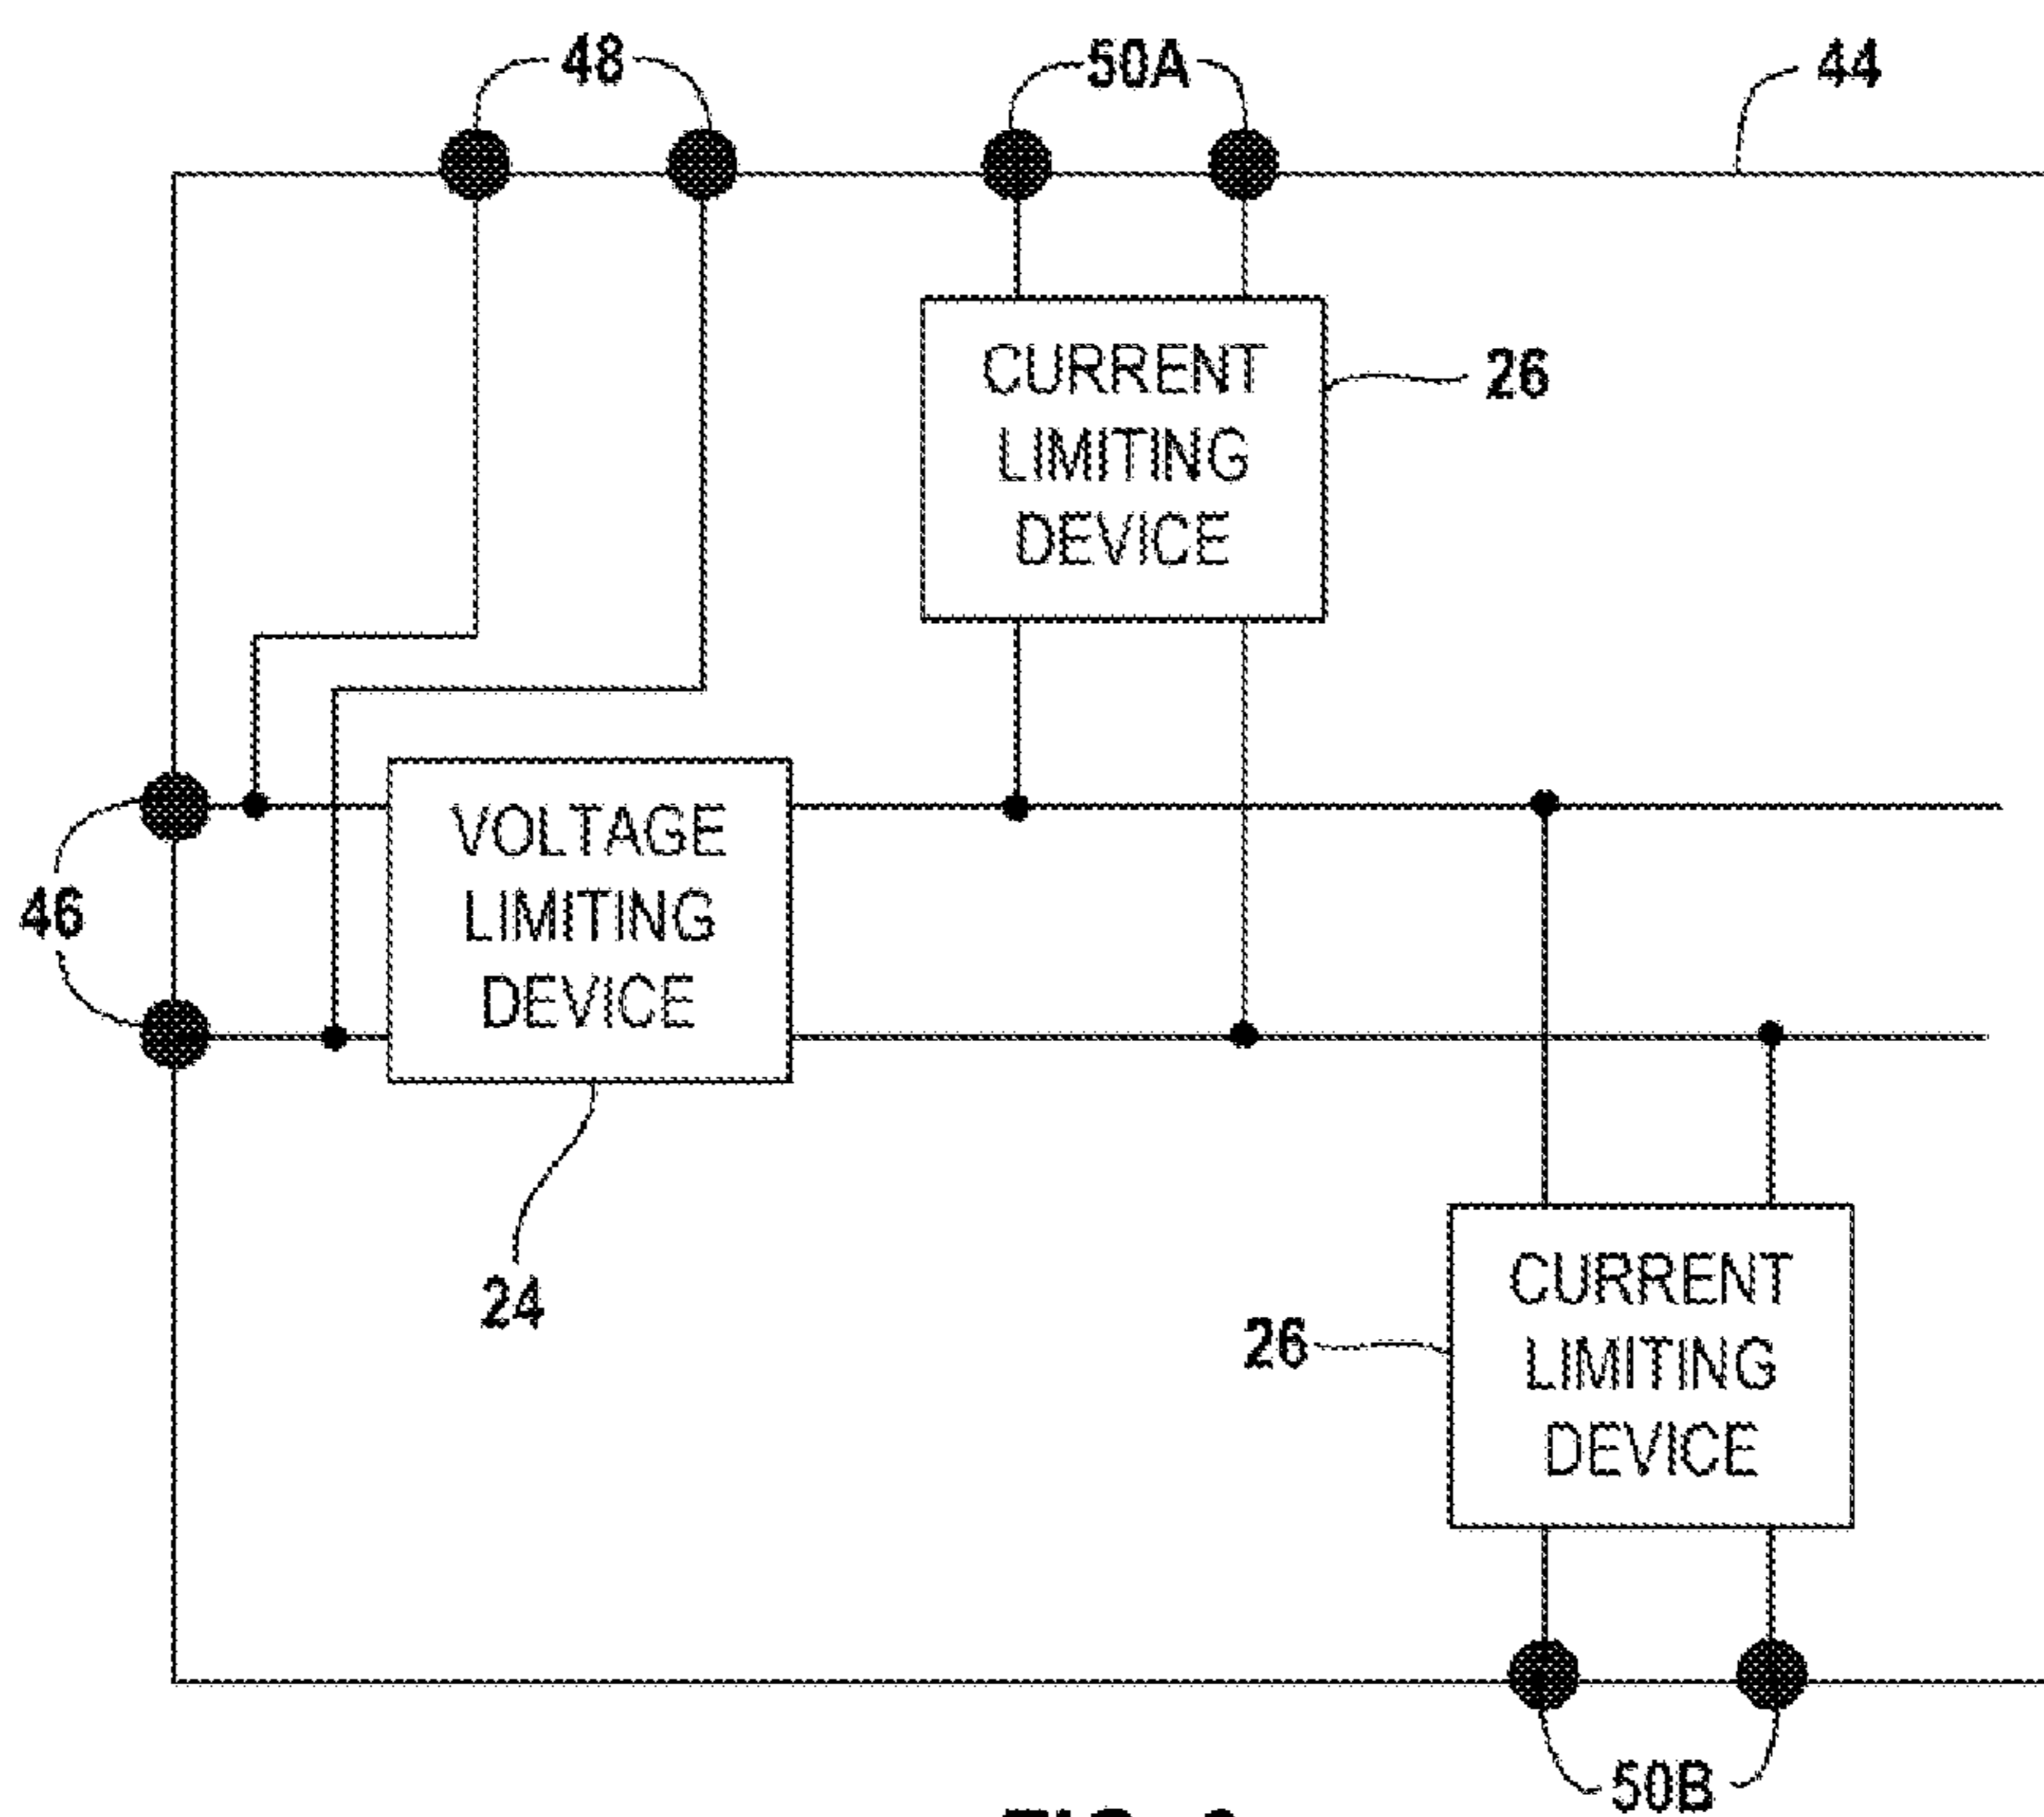 48
50A
44
CURRENT
LIMITING
DEVICE
26
VOLTAGE
LIMITING
DEVICE
46
24
CURRENT
LIMITING
DEVICE
26
50B